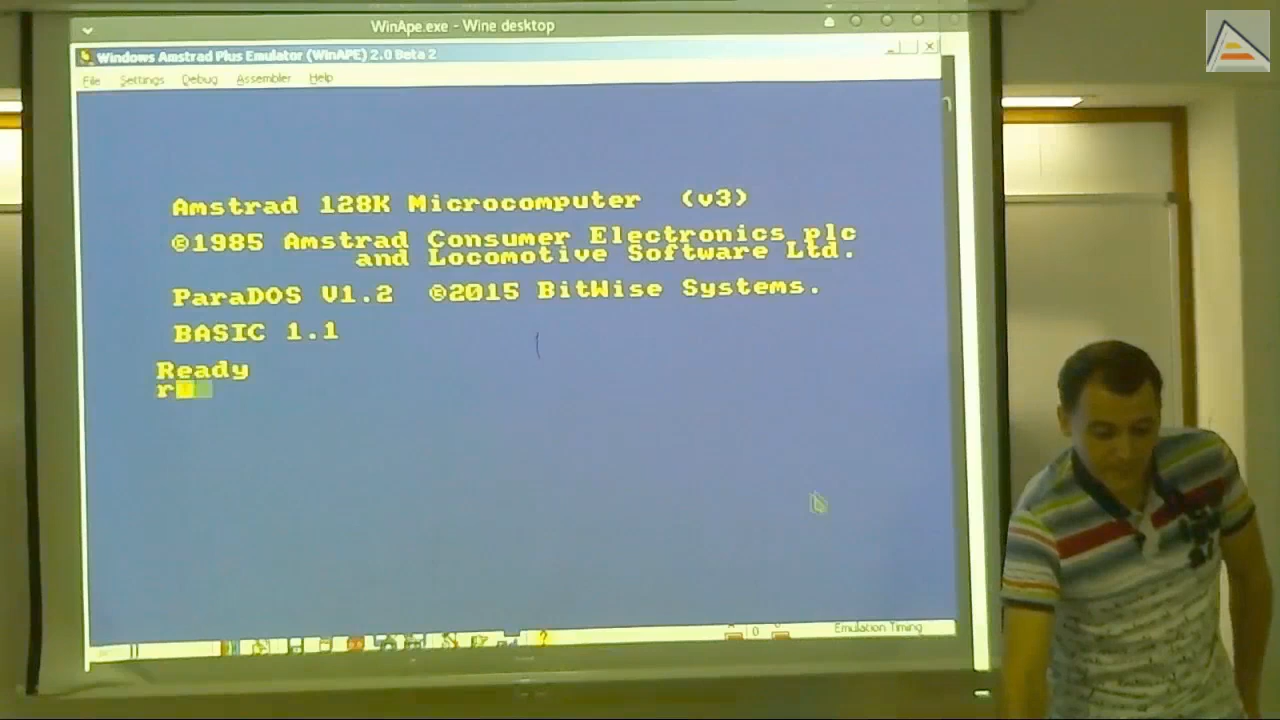 WinApe.exe - Wine desktop
Windows Amstrad Plus Emulator (WinAPE) 2.0 Beta 2
File Settings Debug Assembler Help
Amstrad 128K Microcomputer (v3)
©1985 Amstrad Consumer Electronics plc
and Locomotive Software Ltd.
ParaDOS V1.2 ©2015 BitWise Systems.
BASIC 1.1
Ready
r
0 Emulation Timing